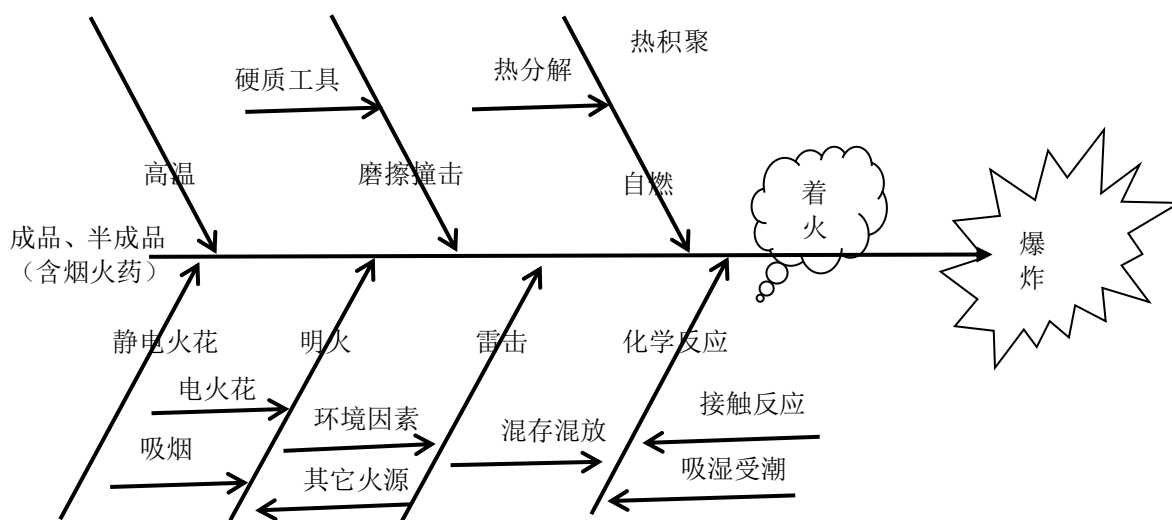 热积聚
热分解
硬质工具
高温
磨擦撞击
自燃
着
火
成品、半成品
（含烟火药）
爆
炸
静电火花
明火
雷击
化学反应
电火花
环境因素
接触反应
混存混放
吸烟
吸湿受潮
其它火源